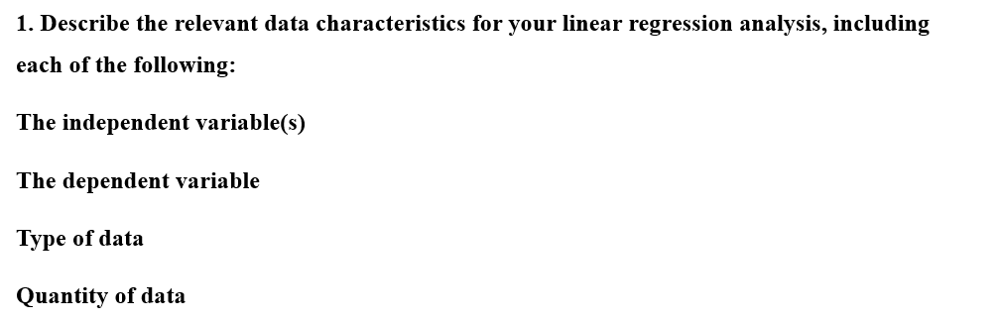 1. Describe the relevant data characteristics for your linear regression analysis, including
each of the following:
The independent variable(s)
The dependent variable
Type of data
Quantity of data